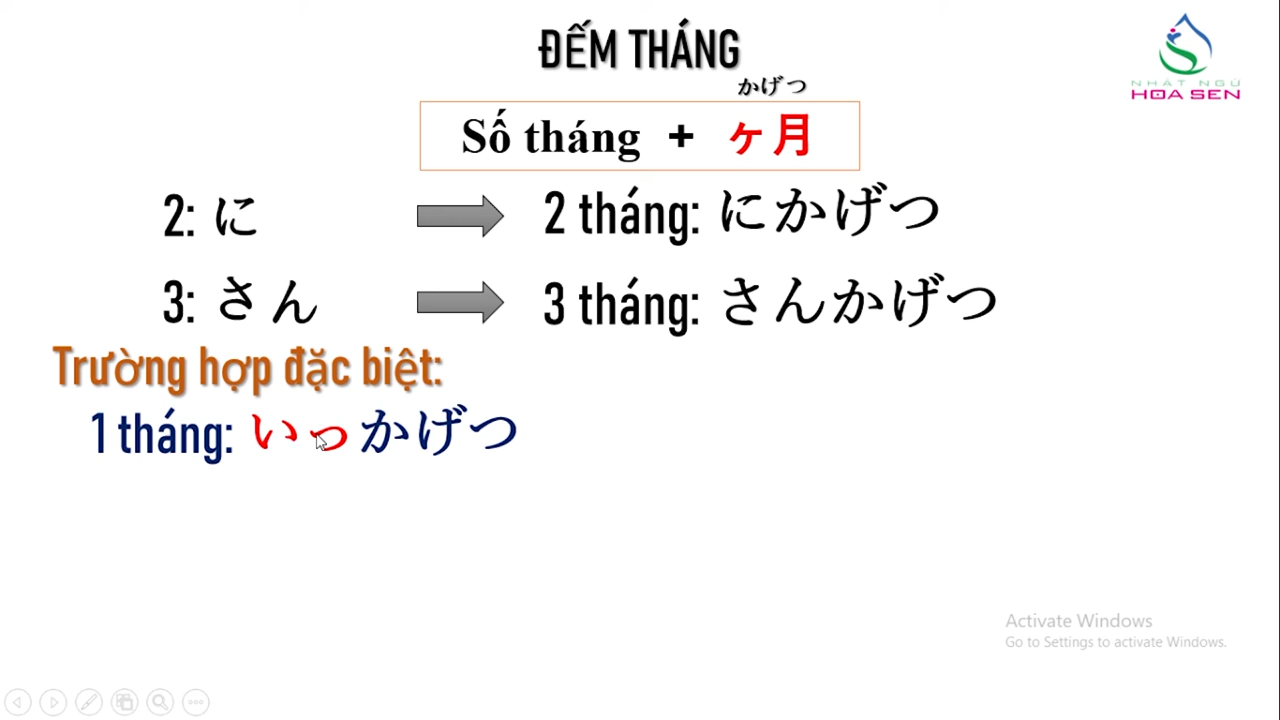 ĐẾM THÁNG
NHẬT NGỮ
HOA SEN
かげつ
Số tháng + ヶ月
2: に 2 tháng: にかげつ
3: さん 3 tháng: さんかげつ
Trường hợp đặc biệt:
1 tháng: いっかげつ
Activate Windows
Go to Settings to activate Windows.